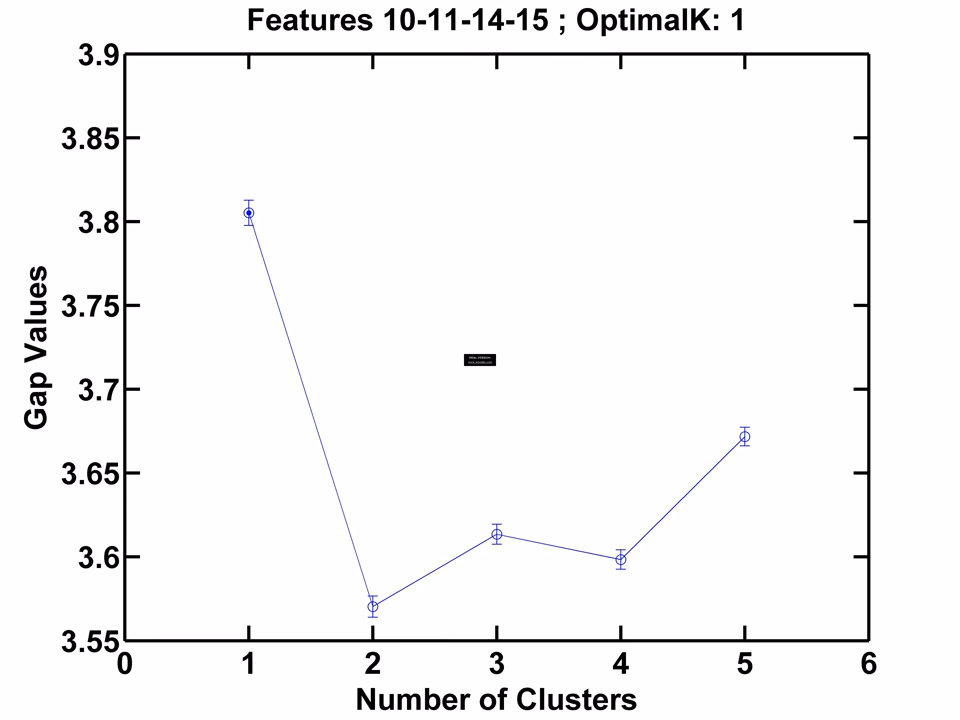 Features 10-11-14-15 ; OptimalK: 1
3.9
3.85
3.8
3.75
3.7
3.65
3.6
3.55
Gap Values
0 1 2 3 4 5 6
Number of Clusters